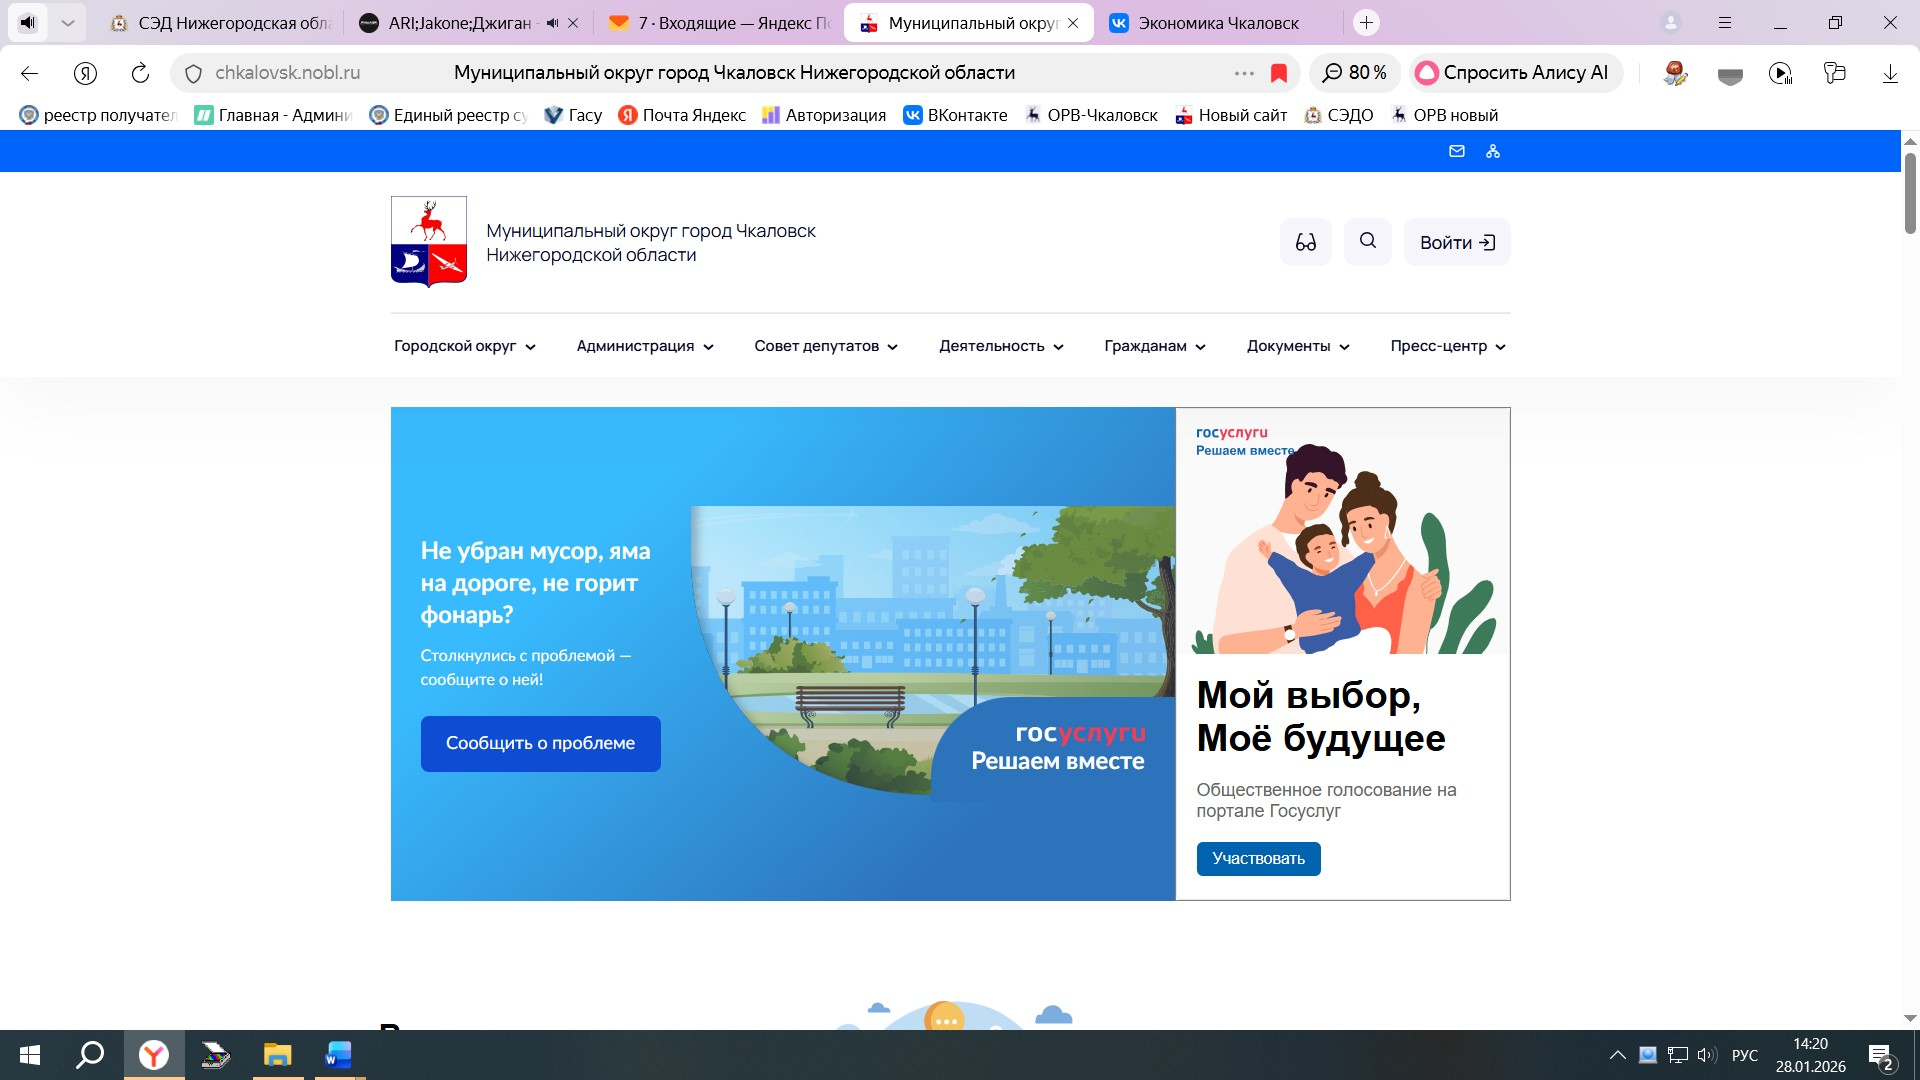 СЭД Нижегородская обла
ARI;Jakone;Джиган -
7 · Входящие — Яндекс По
Муниципальный округ
Экономика Чкаловск
chkalovsk.nobl.ru
Муниципальный округ город Чкаловск Нижегородской области
80 %
Спросить Алису AI
реестр получател
Главная - Админи
Единый реестр су
Гасу
Почта Яндекс
Авторизация
ВКонтакте
ОРВ-Чкаловск
Новый сайт
СЭДО
ОРВ новый
Муниципальный округ город Чкаловск
Нижегородской области
Войти
Городской округ
Администрация
Совет депутатов
Деятельность
Гражданам
Документы
Пресс-центр
Не убран мусор, яма
на дороге, не горит
фонарь?
Столкнулись с проблемой —
сообщите о ней!
Сообщить о проблеме
госуслуги
Решаем вместе
госуслуги
Решаем вместе
Мой выбор,
Моё будущее
Общественное голосование на
портале Госуслуг
Участвовать
РУС
14:20
28.01.2026
2